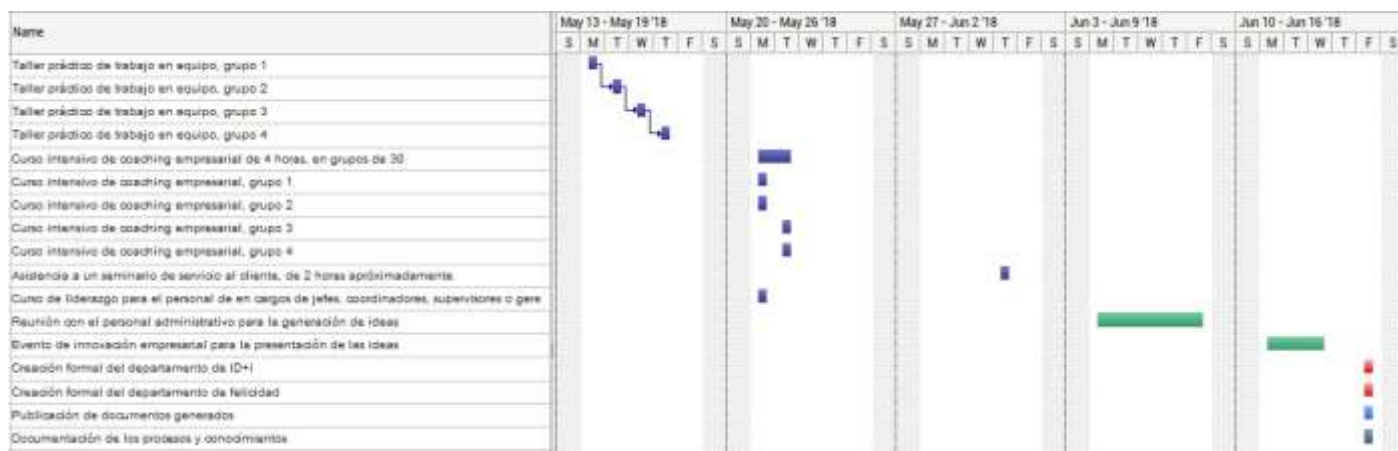 Name
May 13 - May 19 '18 May 20 - May 26 '18 May 27 - Jun 2 '18 Jun 3 - Jun 9 '18 Jun 10 - Jun 16 '18
S M T W T F S S M T W T F S S M T W T F S S M T W T F S S M T W T F S
Taller práctico de trabajo en equipo, grupo 1
Taller práctico de trabajo en equipo, grupo 2
Taller práctico de trabajo en equipo, grupo 3
Taller práctico de trabajo en equipo, grupo 4
Curso intensivo de coaching empresarial de 4 horas, en grupos de 30
Curso intensivo de coaching empresarial, grupo 1
Curso intensivo de coaching empresarial, grupo 2
Curso intensivo de coaching empresarial, grupo 3
Curso intensivo de coaching empresarial, grupo 4
Asistencia a un seminario de servicio al cliente, de 2 horas apróximadamente
Curso de liderazgo para el personal de en cargos de jefes, coordinadores, supervisores o gere
Reunión con el personal administrativo para la generación de ideas
Evento de innovación empresarial para la presentación de las ideas
Creación formal del departamento de ID+i
Creación formal del departamento de felicidad
Publicación de documentos generados
Documentación de los procesos y conocimientos